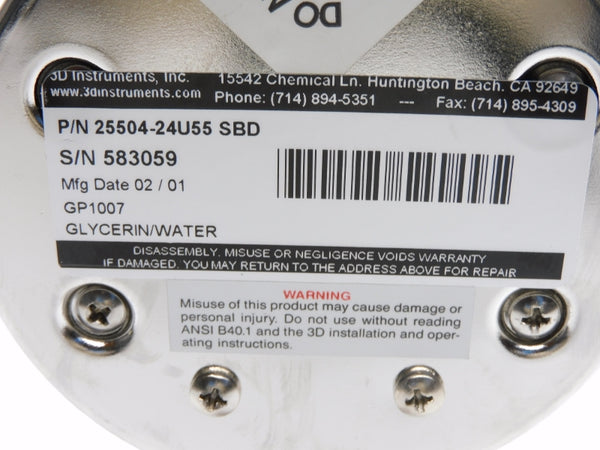 DO
3D Instruments, Inc. 15542 Chemical Ln. Huntington Beach, CA 92649
www.3dinstruments.com Phone: (714) 894-5351 --- Fax: (714) 895-4309
P/N 25504-24U55 SBD
S/N 583059
Mfg Date 02 / 01
GP1007
GLYCERIN/WATER
DISASSEMBLY, MISUSE OR NEGLIGENCE VOIDS WARRANTY
IF DAMAGED, YOU MAY RETURN TO THE ADDRESS ABOVE FOR REPAIR
WARNING
Misuse of this product may cause damage or
personal injury. Do not use without reading
ANSI B40.1 and the 3D installation and oper-
ating instructions.